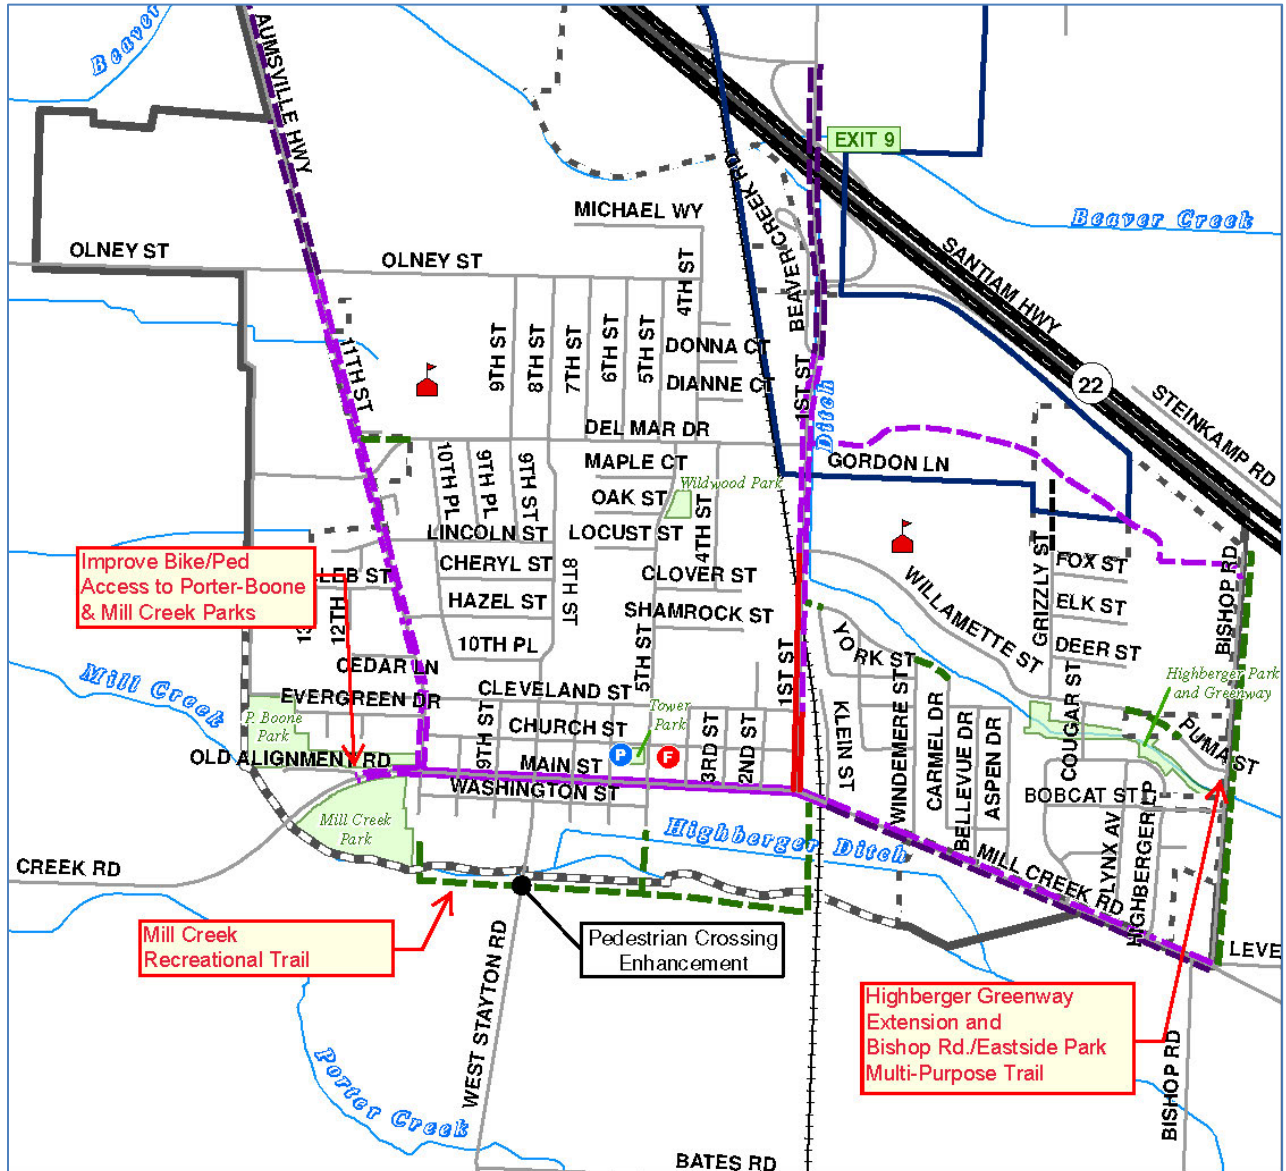 Beaver
AUMSVILLE HWY
EXIT 9
BEAVER CREEK RD
MICHAEL WY
Beaver Creek
OLNEY ST
OLNEY ST
4TH ST
SANTIAM HWY
22
STEINKAMP RD
11TH ST
9TH ST
8TH ST
7TH ST
6TH ST
5TH ST
DONNA CT
DIANNE CT
1ST ST
Ditch
DEL MAR DR
MAPLE CT
GORDON LN
10TH PL
9TH PL
9TH ST
OAK ST
Wildwood Park
4TH ST
LINCOLN ST
LOCUST ST
Improve Bike/Ped
Access to Porter-Boone
& Mill Creek Parks
LEB ST
12TH
13
CHERYL ST
8TH ST
CLOVER ST
HAZEL ST
SHAMROCK ST
10TH PL
5TH ST
1ST ST
WILLAMETTE ST
GRIZZLY ST
FOX ST
ELK ST
DEER ST
BISHOP RD
YORK ST
Mill Creek
CEDAR LN
EVERGREEN DR
CLEVELAND ST
P. Boone
Park
CHURCH ST
Tower
Park
9TH ST
3RD ST
2ND ST
KLEIN ST
WINDEMERE ST
CARMEL DR
BELLEVUE DR
ASPEN DR
COUGAR ST
Highberger Park
and Greenway
PUMA ST
OLD ALIGNMENT RD
MAIN ST
P
F
WASHINGTON ST
BOBCAT ST
LYNX AV
HIGHBERGER LP
Mill Creek
Park
Highberger Ditch
MILL CREEK RD
CREEK RD
Mill Creek
Recreational Trail
WEST STAYTON RD
Pedestrian Crossing
Enhancement
LEVE
Highberger Greenway
Extension and
Bishop Rd./Eastside Park
Multi-Purpose Trail
BISHOP RD
Porter Creek
BATES RD